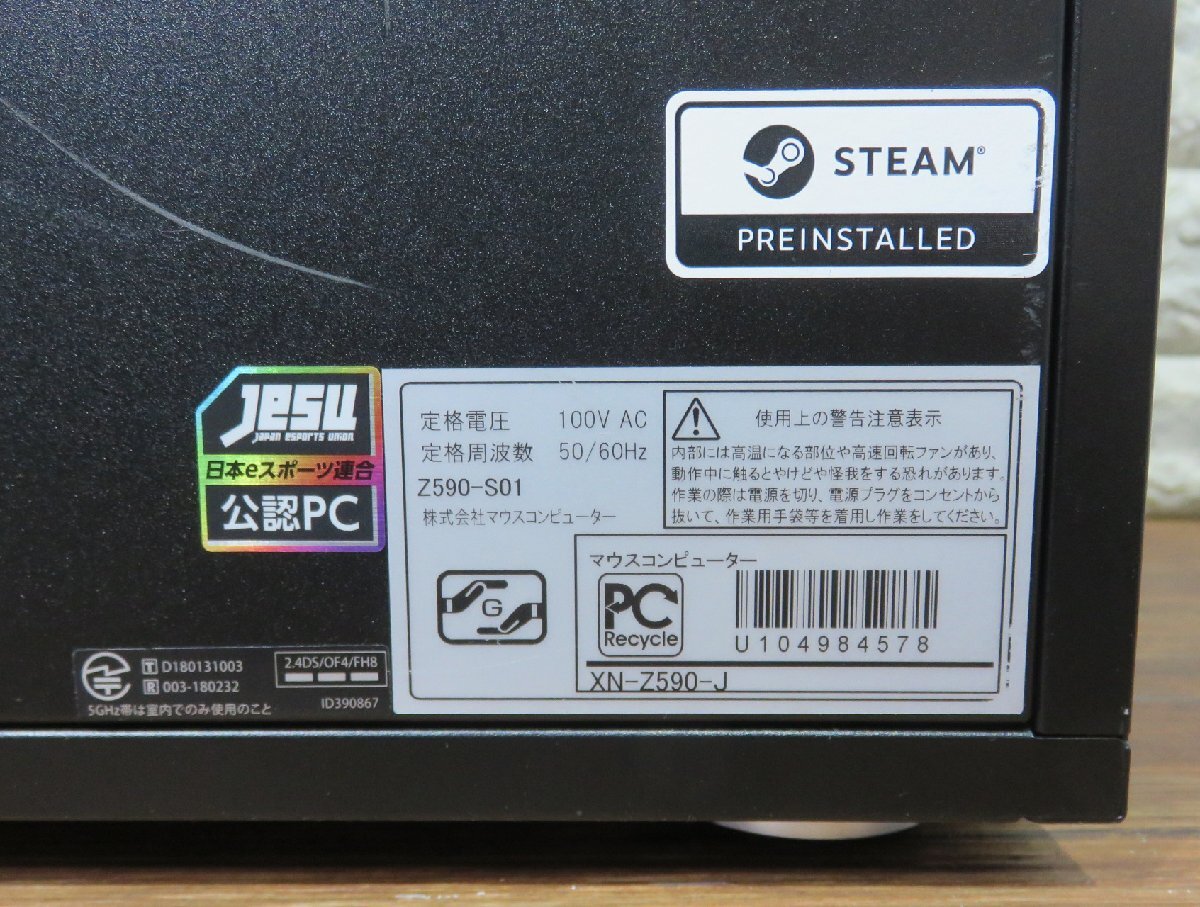 STEAM®
PREINSTALLED
jesu
Japan esports union
日本eスポーツ連合
公認PC
定格電圧 100V AC
定格周波数 50/60Hz
Z590-S01
株式会社マウスコンピューター
使用上の警告注意表示
内部には高温になる部位や高速回転ファンがあり、
動作中に触るとやけどや怪我をする恐れがあります。
作業の際は電源を切り、電源プラグをコンセントから
抜いて、作業用手袋等を着用し作業をしてください。
G
マウスコンピューター
PC
Recycle
U104984578
XN-Z590-J
T D180131003
R 003-180232
5GHz帯は室内でのみ使用のこと
2.4DS/OF4/FH8
ID390867